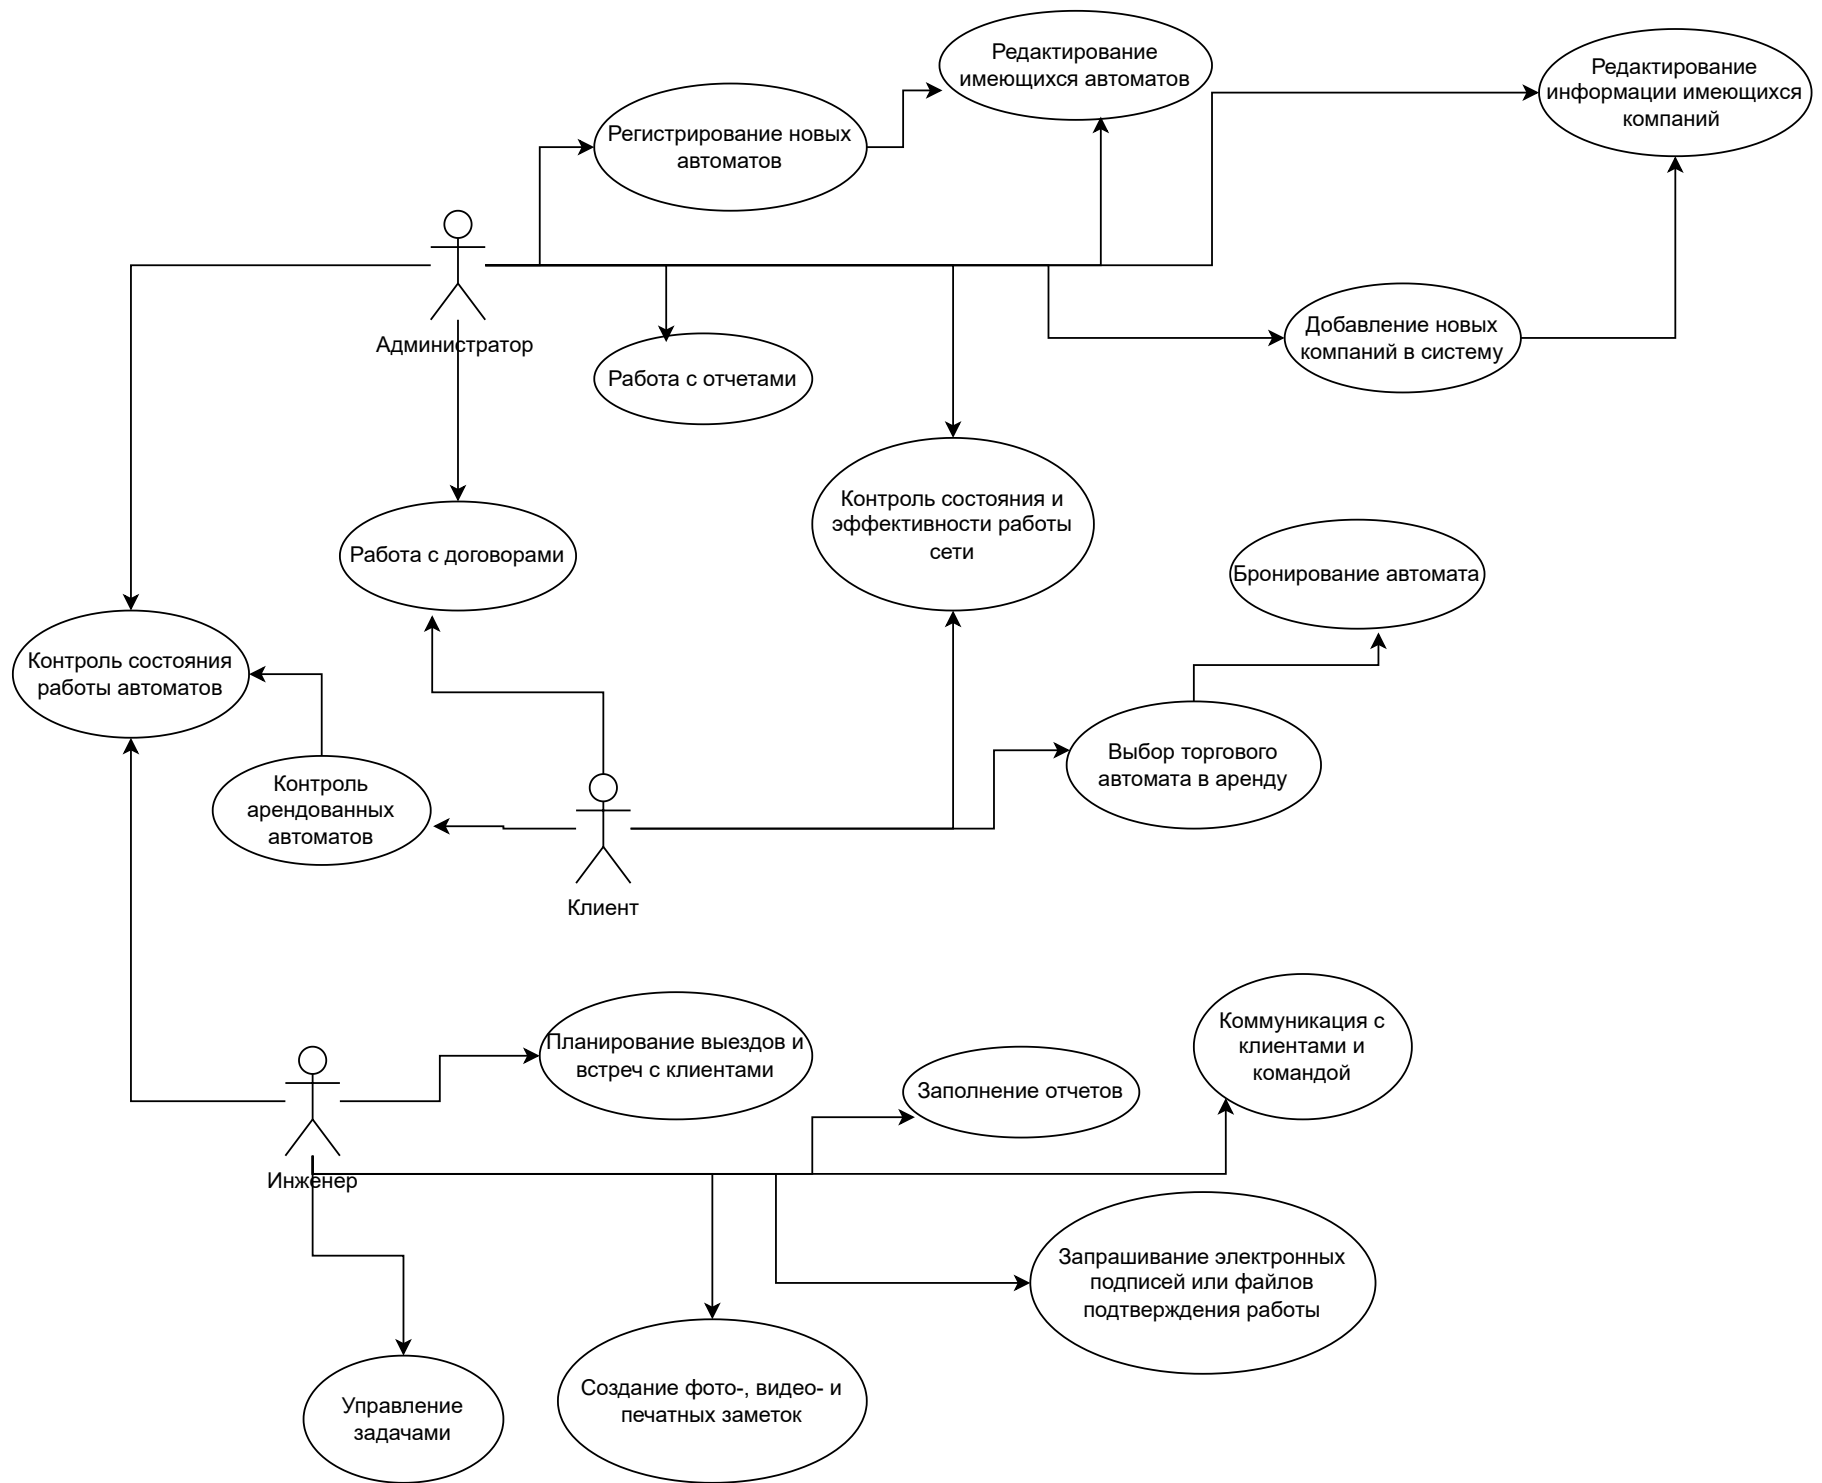 Редактирование
имеющихся автоматов
Редактирование
информации имеющихся
компаний
Регистрирование новых
автоматов
Администратор
Добавление новых
компаний в систему
Работа с отчетами
Контроль состояния и
эффективности работы
сети
Работа с договорами
Бронирование автомата
Контроль состояния
работы автоматов
Выбор торгового
автомата в аренду
Контроль
арендованных
автоматов
Клиент
Коммуникация с
клиентами и
командой
Планирование выездов и
встреч с клиентами
Заполнение отчетов
Инженер
Запрашивание электронных
подписей или файлов
подтверждения работы
Создание фото-, видео- и
печатных заметок
Управление
задачами